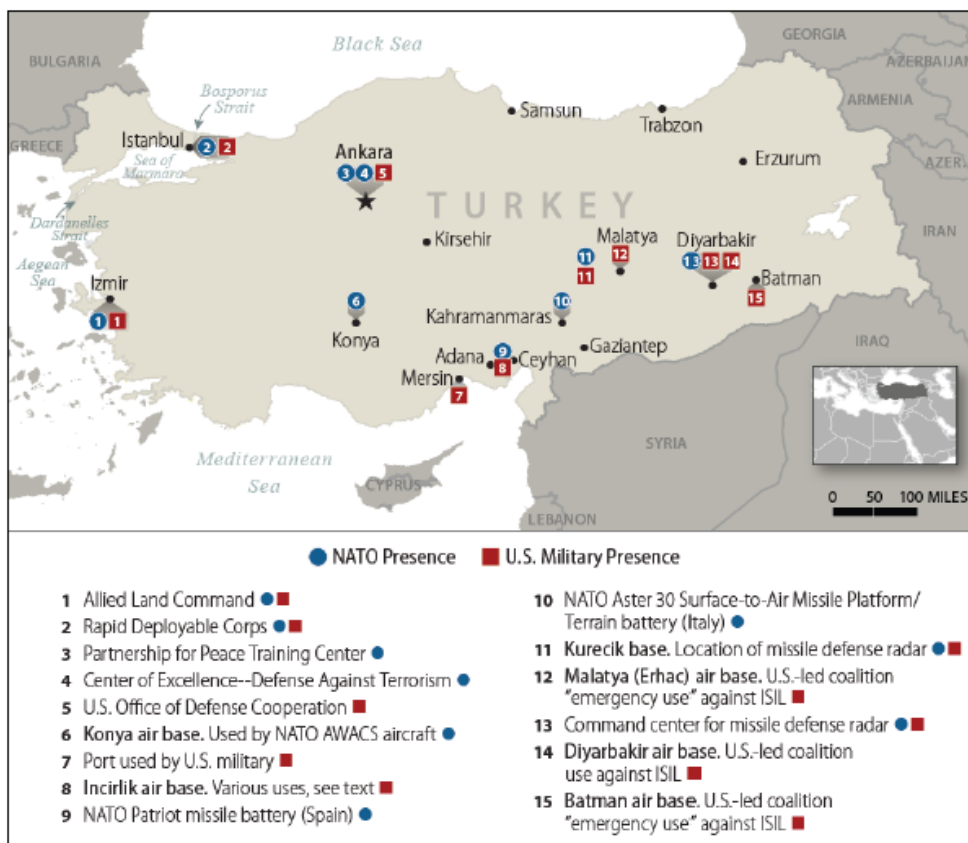 Black Sea
GEORGIA
BULGARIA
AZERBAIJAN
Bosporus
Strait
ARMENIA
Samsun
Trabzon
Istanbul
2 2
GREECE
Sea of
Marmara
Ankara
3 4 5
Erzurum
AZER.
TURKEY
Dardanelles
Strait
Aegean
Sea
Kirsehir
Malatya
12
Diyarbakir
13 13 14
IRAN
11
11
Batman
15
Izmir
1 1
6
Konya
10
Kahramanmaras
Gaziantep
IRAQ
9
Adana
8
Ceyhan
Mersin
7
Mediterranean
Sea
SYRIA
CYPRUS
LEBANON
0 50 100 MILES
NATO Presence U.S. Military Presence
1 Allied Land Command
2 Rapid Deployable Corps
3 Partnership for Peace Training Center
4 Center of Excellence--Defense Against Terrorism
5 U.S. Office of Defense Cooperation
6 Konya air base. Used by NATO AWACS aircraft
7 Port used by U.S. military
8 Incirlik air base. Various uses, see text
9 NATO Patriot missile battery (Spain)
10 NATO Aster 30 Surface-to-Air Missile Platform/
Terrain battery (Italy)
11 Kurecik base. Location of missile defense radar
12 Malatya (Erhac) air base. U.S.-led coalition
"emergency use" against ISIL
13 Command center for missile defense radar
14 Diyarbakir air base. U.S.-led coalition
use against ISIL
15 Batman air base. U.S.-led coalition
"emergency use" against ISIL